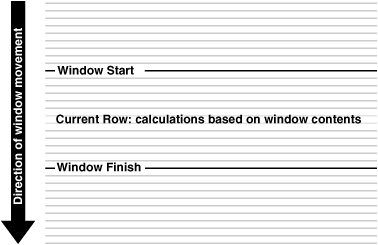 Direction of window movement
Window Start
Current Row: calculations based on window contents
Window Finish